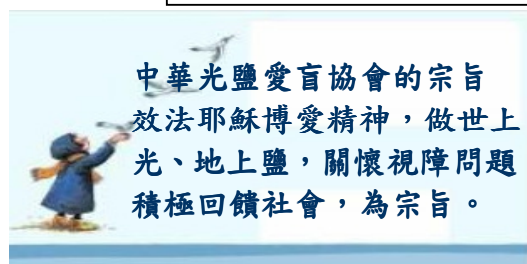 中華光鹽愛盲協會的宗旨
效法耶穌博愛精神，做世上
光、地上鹽，關懷視障問題
積極回饋社會，為宗旨。